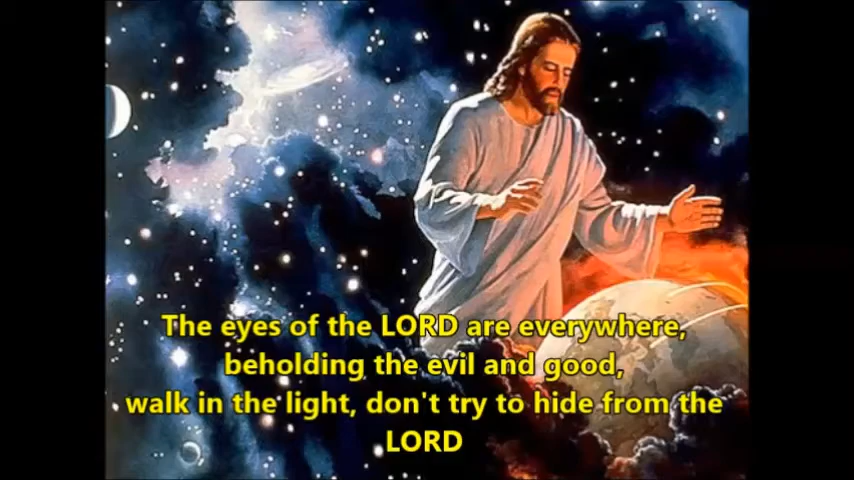 The eyes of the LORD are everywhere,
beholding the evil and good,
walk in the light, don't try to hide from the
LORD